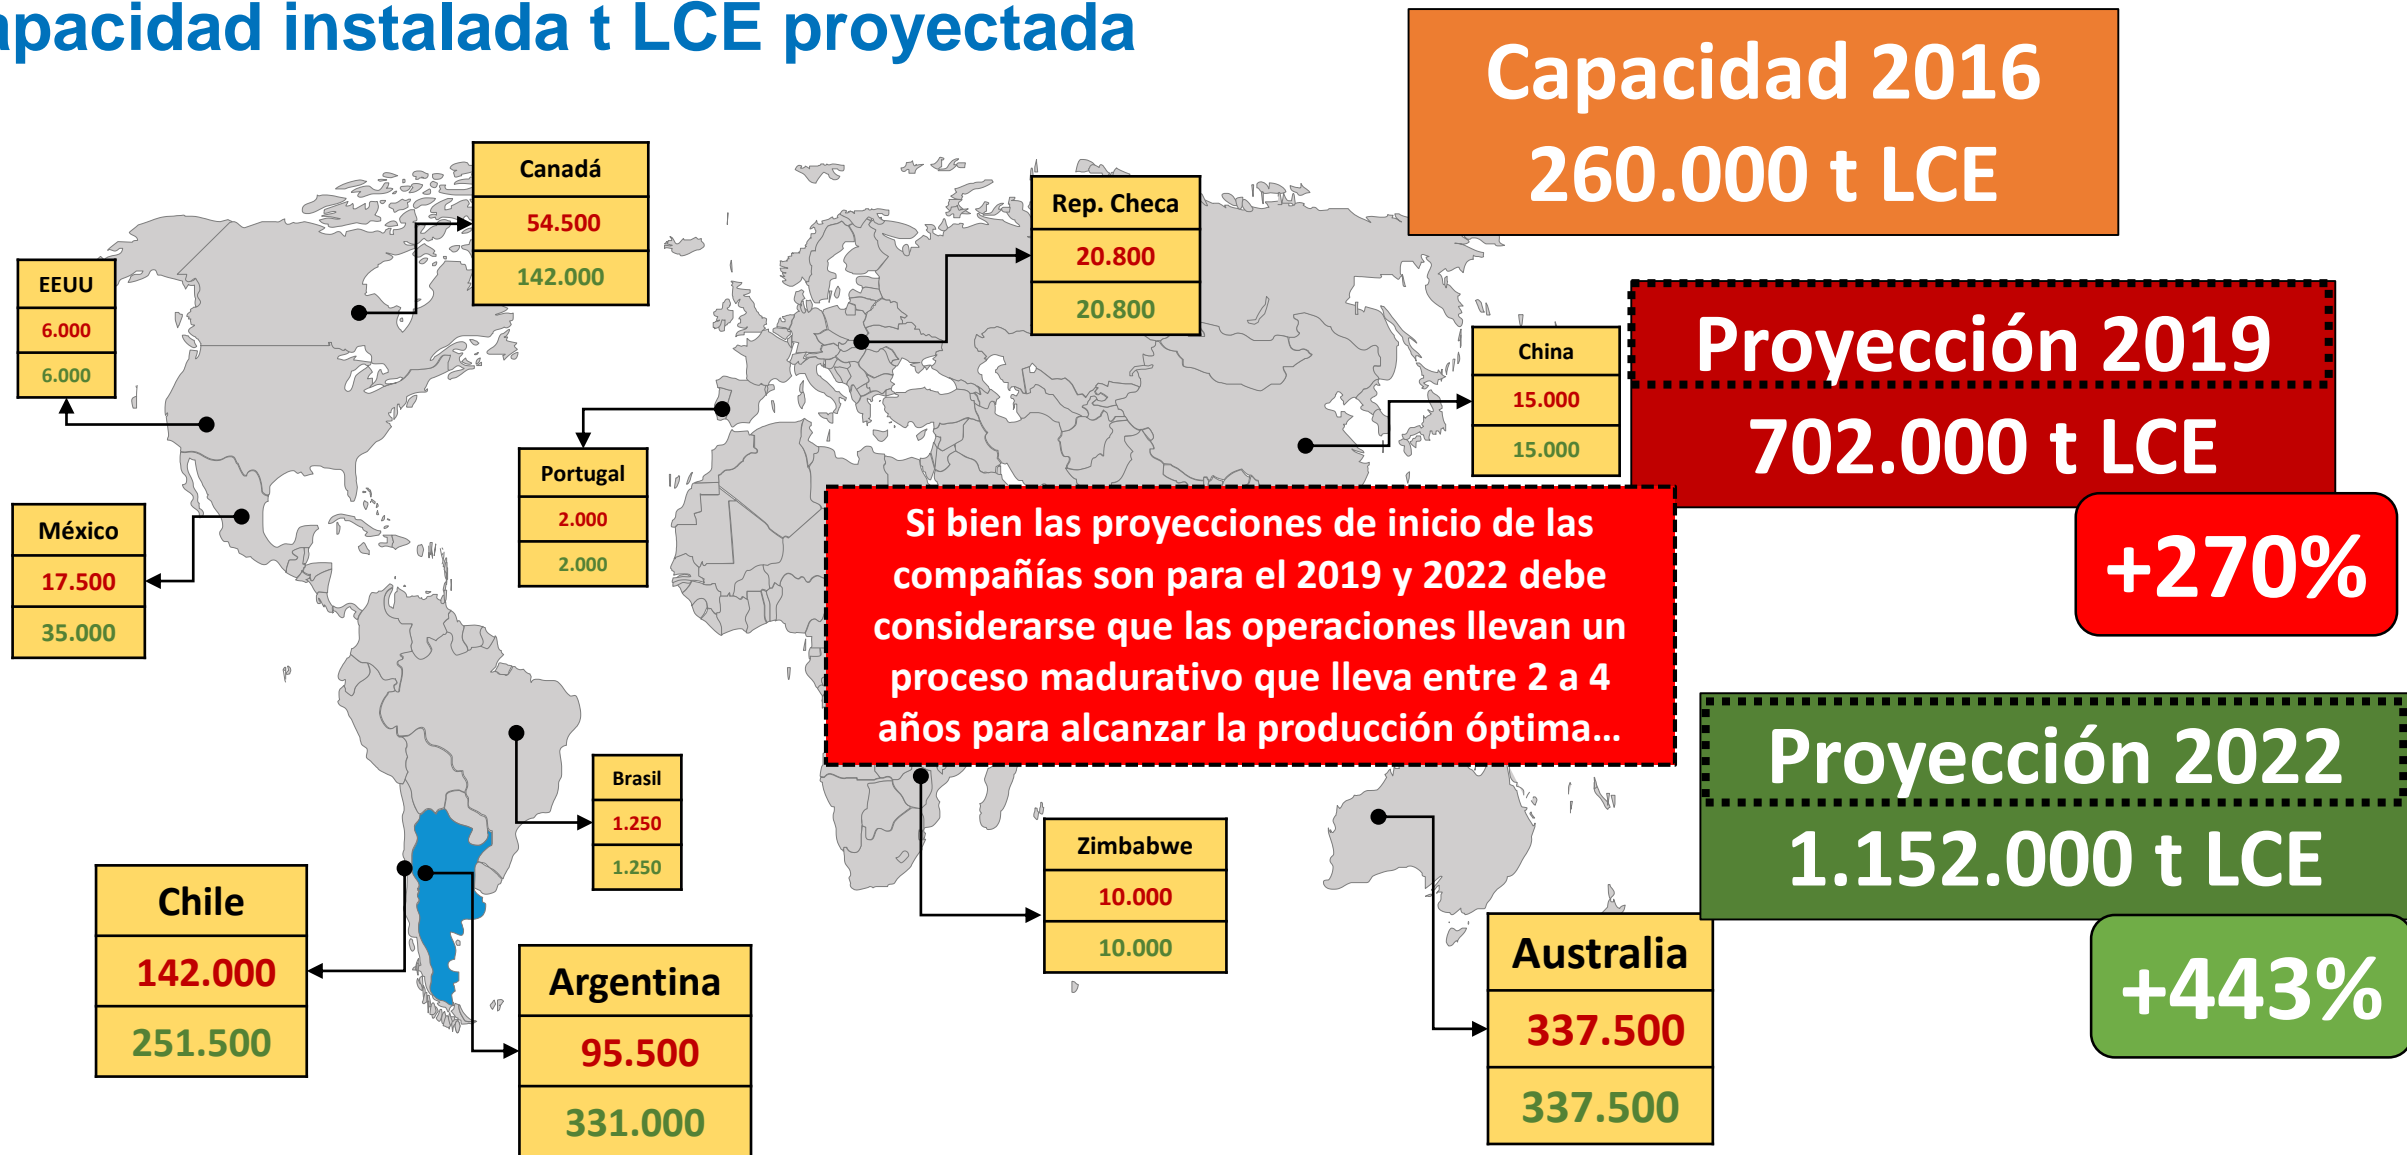 apacidad instalada t LCE proyectada
Capacidad 2016
260.000 t LCE
Canadá
54.500
142.000
Rep. Checa
20.800
20.800
EEUU
6.000
6.000
China
15.000
15.000
Proyección 2019
702.000 t LCE
+270%
Portugal
2.000
2.000
México
17.500
35.000
Si bien las proyecciones de inicio de las
compañías son para el 2019 y 2022 debe
considerarse que las operaciones llevan un
proceso madurativo que lleva entre 2 a 4
años para alcanzar la producción óptima...
Proyección 2022
1.152.000 t LCE
+443%
Brasil
1.250
1.250
Zimbabwe
10.000
10.000
Chile
142.000
251.500
Argentina
95.500
331.000
Australia
337.500
337.500